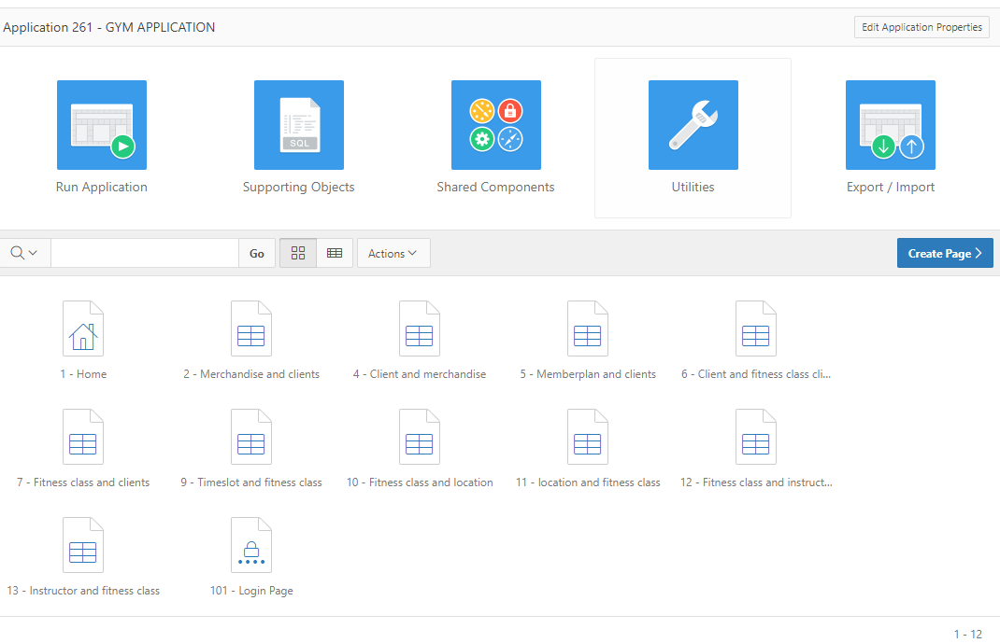 Application 261 - GYM APPLICATION
Edit Application Properties
SQL
Run Application
Supporting Objects
Shared Components
Utilities
Export / Import
Go
Actions
Create Page
1 - Home
2 - Merchandise and clients
4 - Client and merchandise
5 - Memberplan and clients
6 - Client and fitness class cli...
7 - Fitness class and clients
9 - Timeslot and fitness class
10 - Fitness class and location
11 - location and fitness class
12 - Fitness class and instruct...
13 - Instructor and fitness class
101 - Login Page
1 - 12